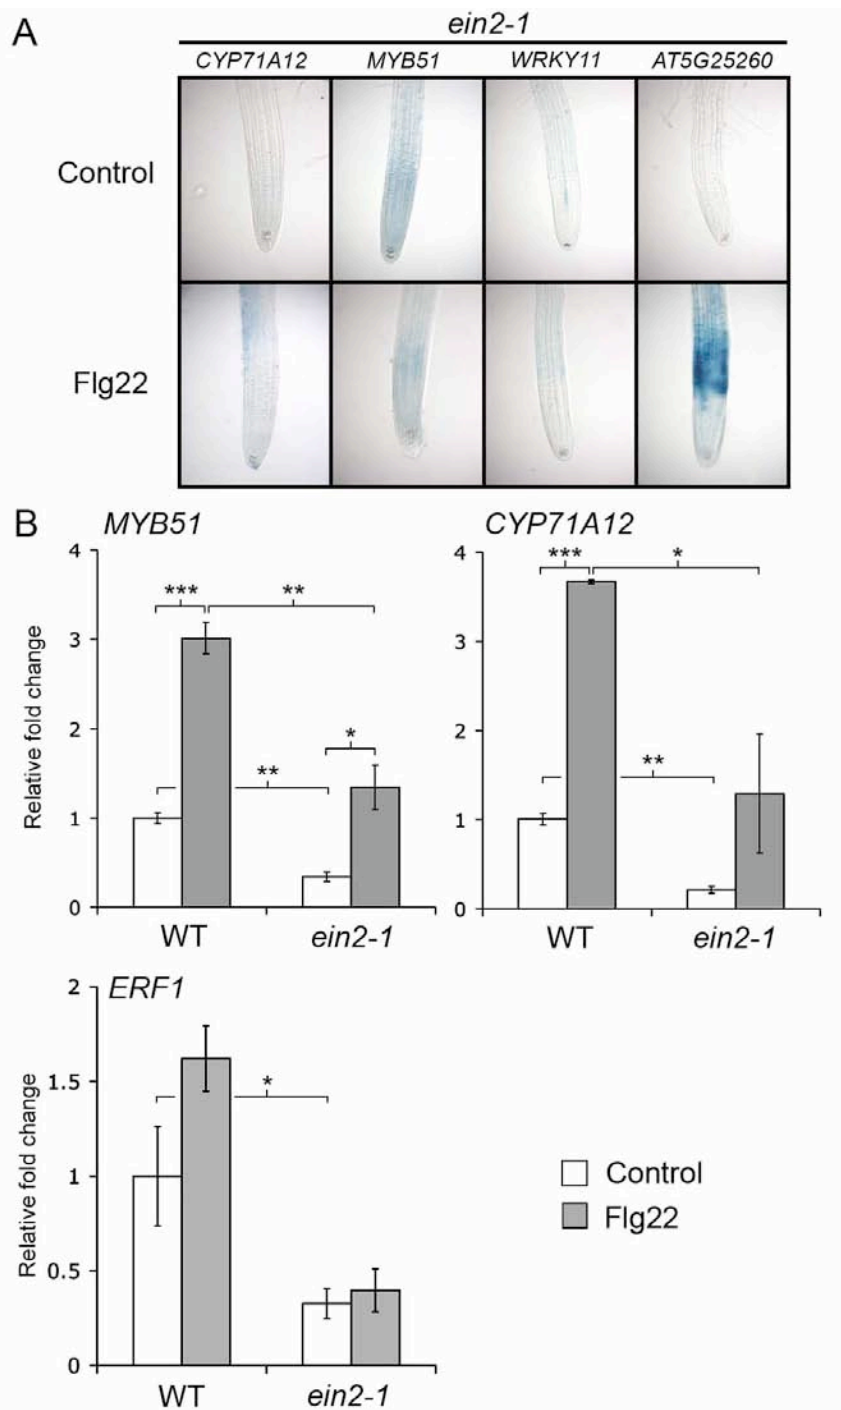 A
ein2-1
CYP71A12 MYB51 WRKY11 AT5G25260
Control
Flg22
B
MYB51
4
3
2
1
0
Relative fold change
***
**
**
*
WT
ein2-1
CYP71A12
4
3
2
1
0
***
*
**
WT
ein2-1
ERF1
2
1.5
1
0.5
0
Relative fold change
*
WT
ein2-1
Control
Flg22